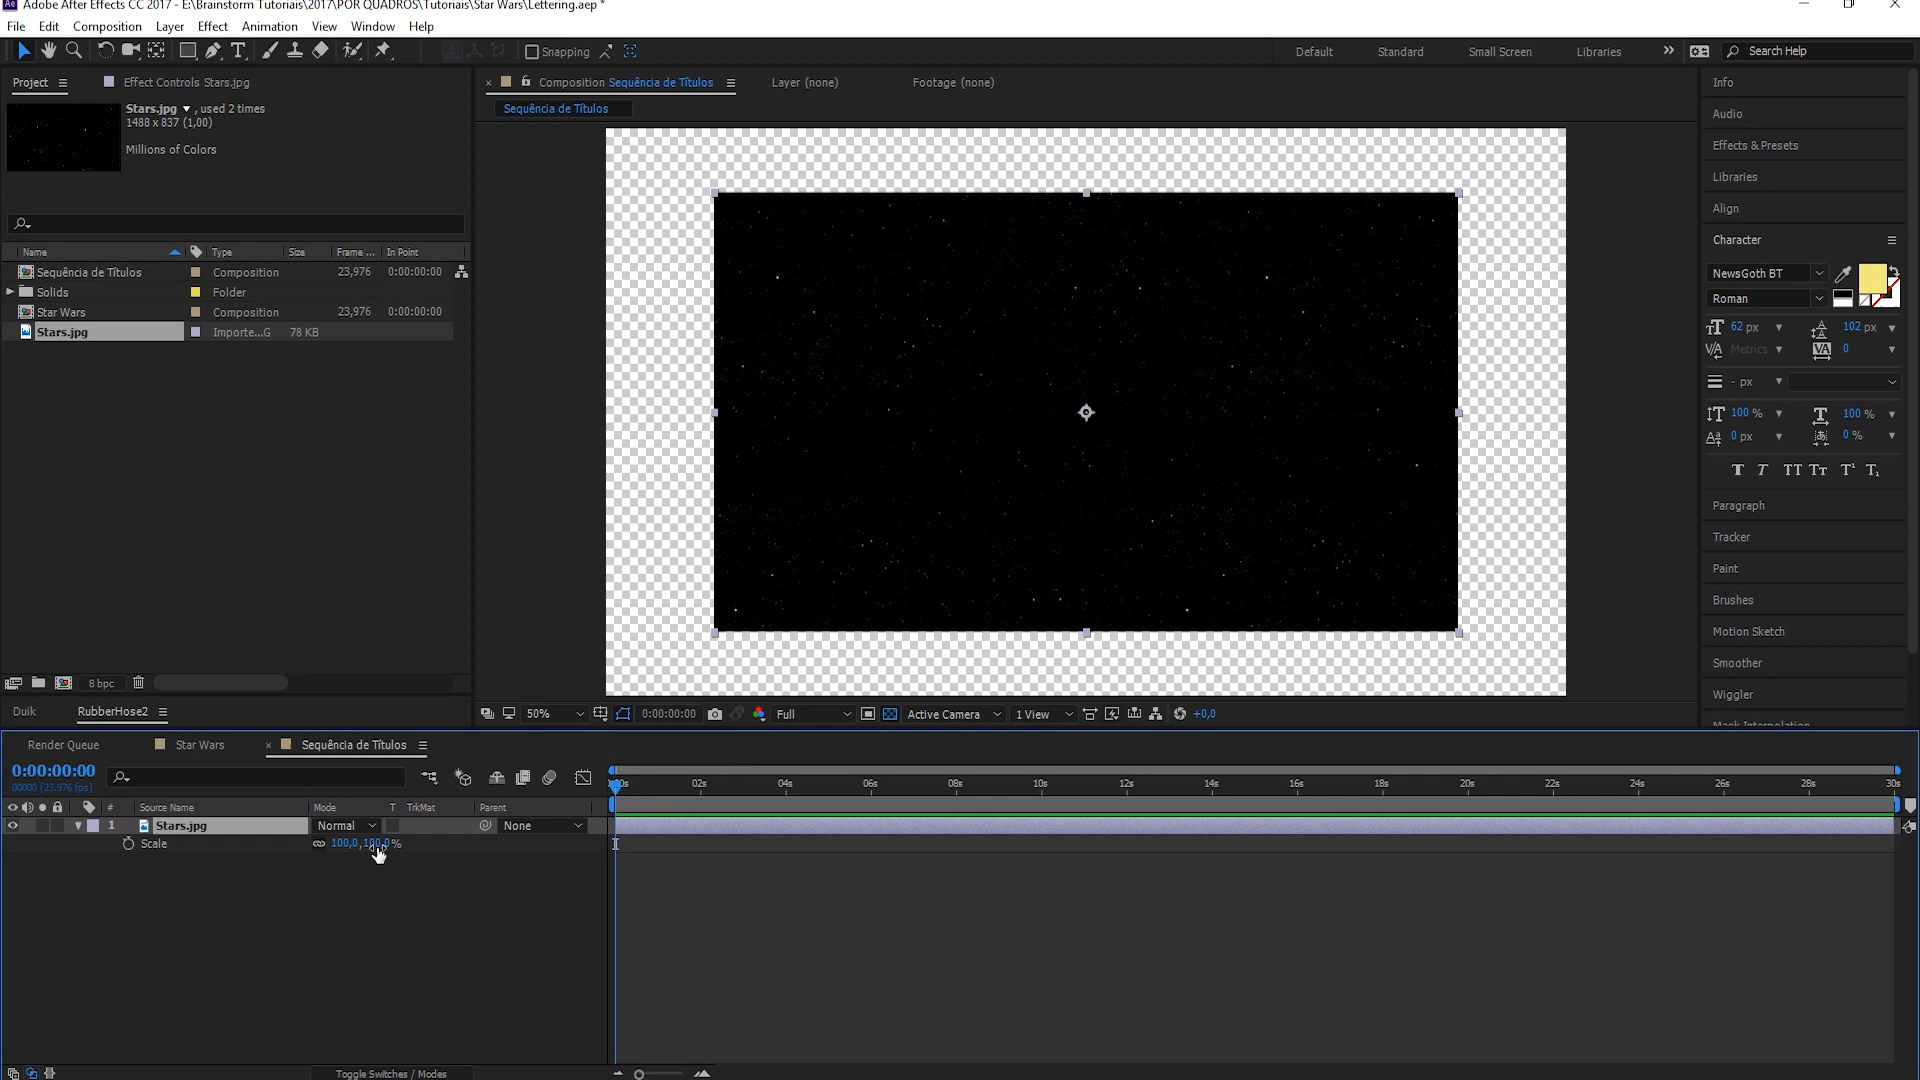 Adobe After Effects CC 2017 - E:\Brainstorm Tutoriais\2017\POR QUADROS\Tutoriais\Star Wars\Lettering.aep *
File Edit Composition Layer Effect Animation View Window Help
Snapping Default Standard Small Screen Libraries » Search Help
Project Effect Controls Stars.jpg
Stars.jpg , used 2 times
1488 x 837 (1,00)
Millions of Colors
Name Type Size Frame ... In Point
Sequência de Títulos Composition 23,976 0:00:00:00
Solids Folder
Star Wars Composition 23,976 0:00:00:00
Stars.jpg Importe...G 78 KB
8 bpc
Duik RubberHose2
× Composition Sequência de Títulos Layer (none) Footage (none)
Sequência de Títulos
50% 0:00:00:00 Full Active Camera 1 View +0,0
Info
Audio
Effects & Presets
Libraries
Align
Character
NewsGoth BT
Roman
62 px 102 px
Metrics 0
- px
100 % 100 %
0 px 0 %
T T TT Tt T¹ T₁
Paragraph
Tracker
Paint
Brushes
Motion Sketch
Smoother
Wiggler
Mask Interpolation
Render Queue Star Wars × Sequência de Títulos
0:00:00:00
00000 (23.976 fps)
02s 04s 06s 08s 10s 12s 14s 16s 18s 20s 22s 24s 26s 28s 30s
# Source Name Mode T TrkMat Parent
1 Stars.jpg Normal None
Scale 100,0,100,0%
Toggle Switches / Modes